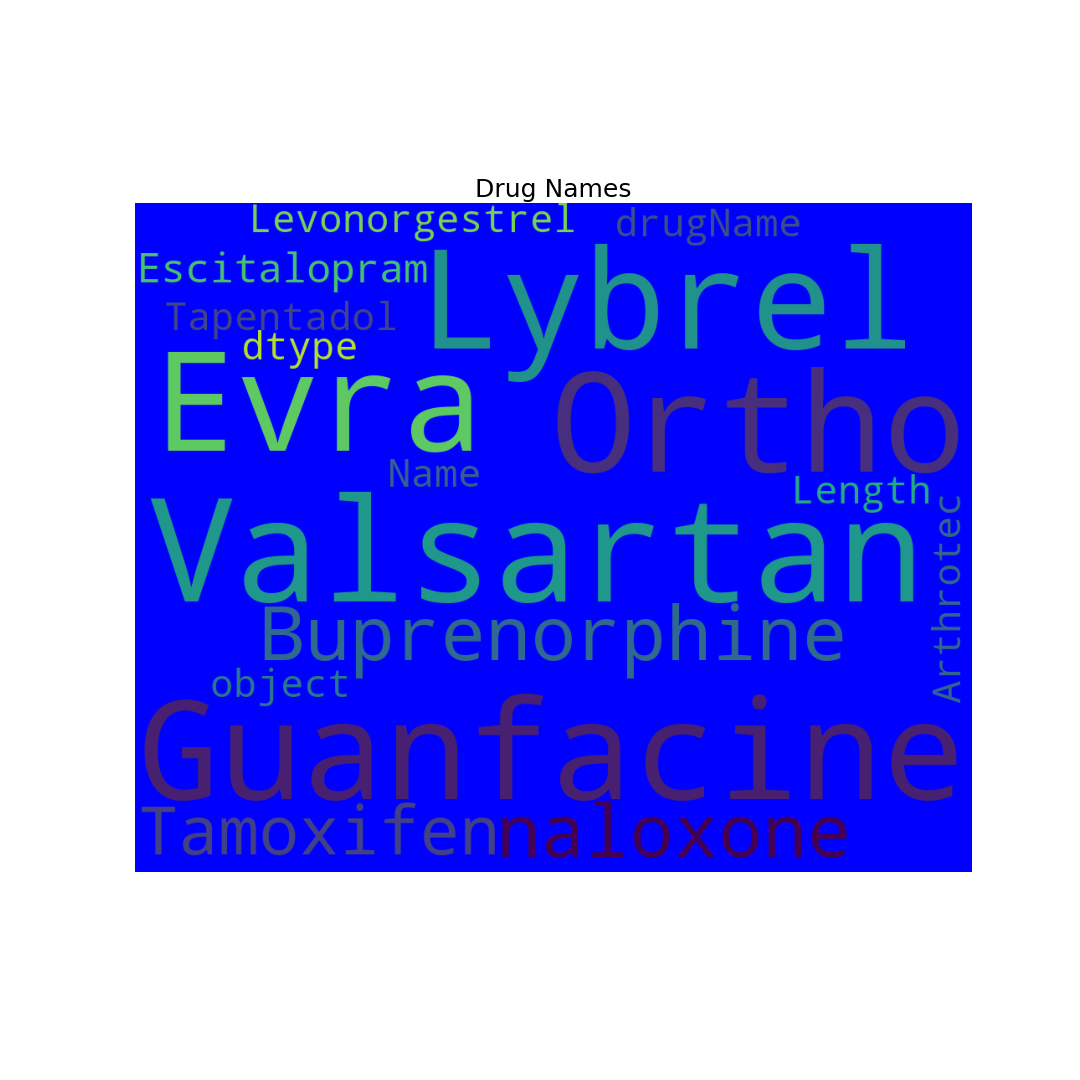 Drug Names
Levonorgestrel drugName
Escitalopram Lybrel
Tapentadol
dtype
Evra Ortho
Name Length
Valsartan Arthrotec
Buprenorphine
object
Guanfacine
Tamoxifen naloxone